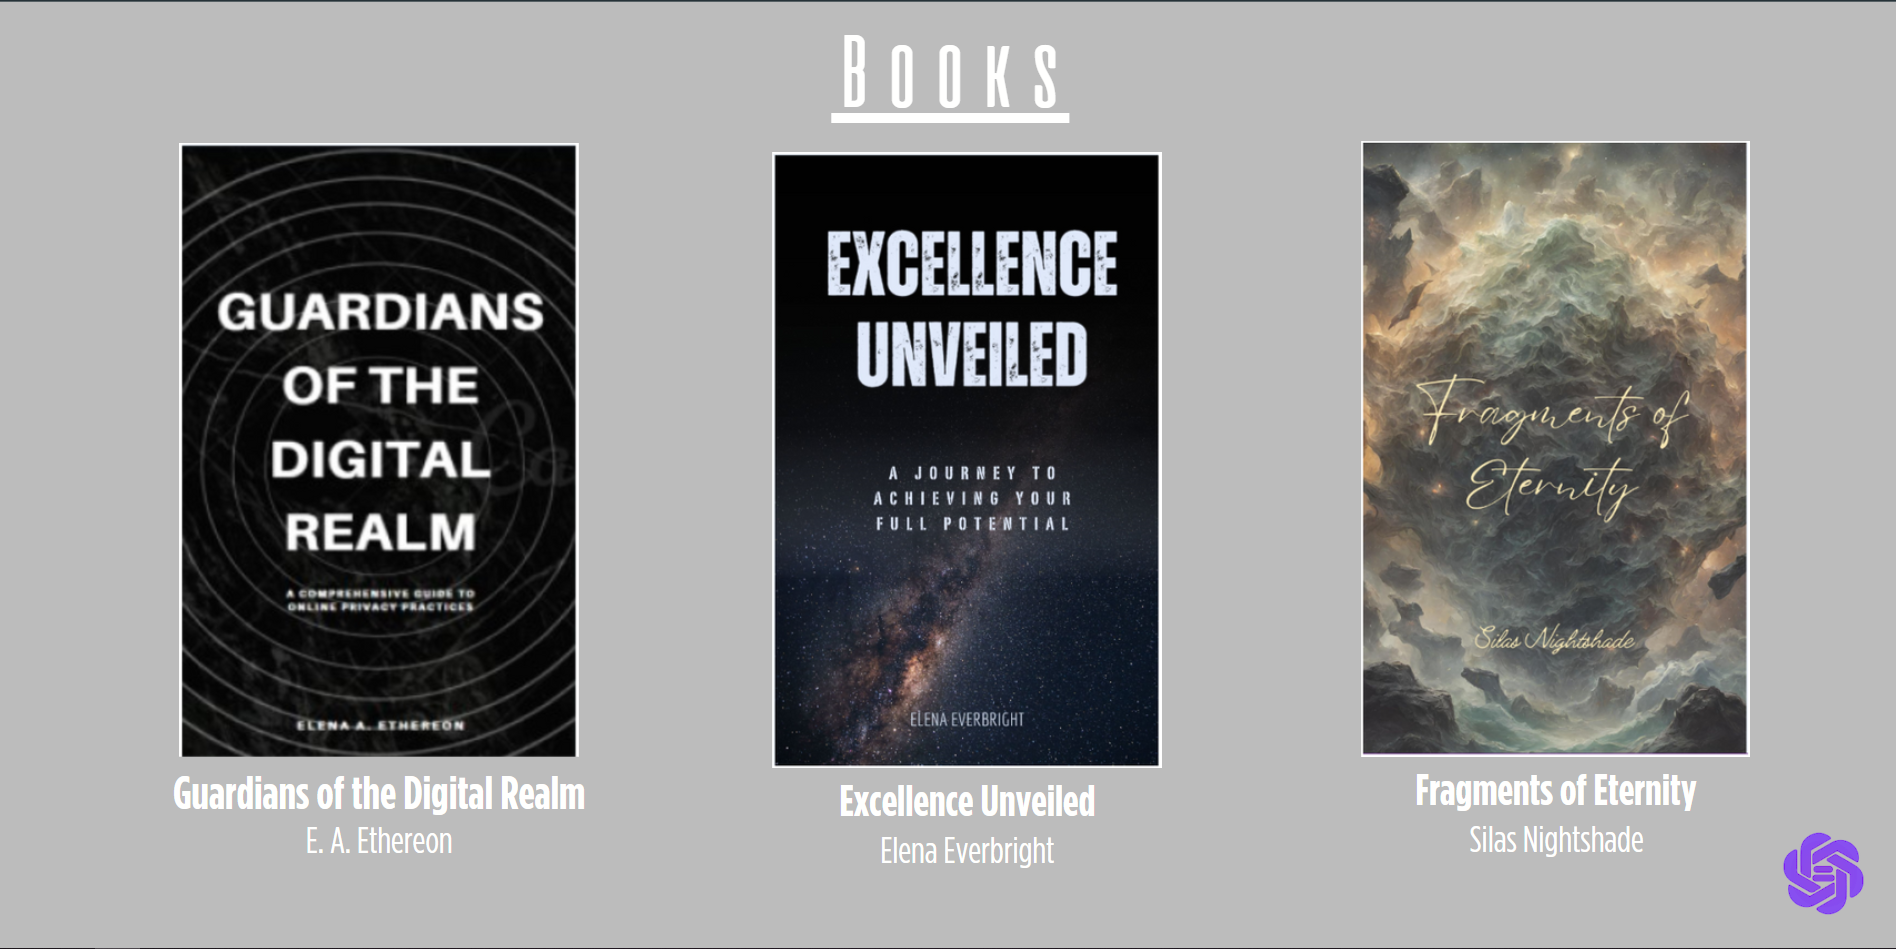 Books
GUARDIANS
OF THE
DIGITAL
REALM
A COMPREHENSIVE GUIDE TO
ONLINE PRIVACY PRACTICES
ELENA A. ETHEREON
Guardians of the Digital Realm
E. A. Ethereon
EXCELLENCE
UNVEILED
A JOURNEY TO
ACHIEVING YOUR
FULL POTENTIAL
ELENA EVERBRIGHT
Excellence Unveiled
Elena Everbright
Fragments of
Eternity
Silas Nightshade
Fragments of Eternity
Silas Nightshade